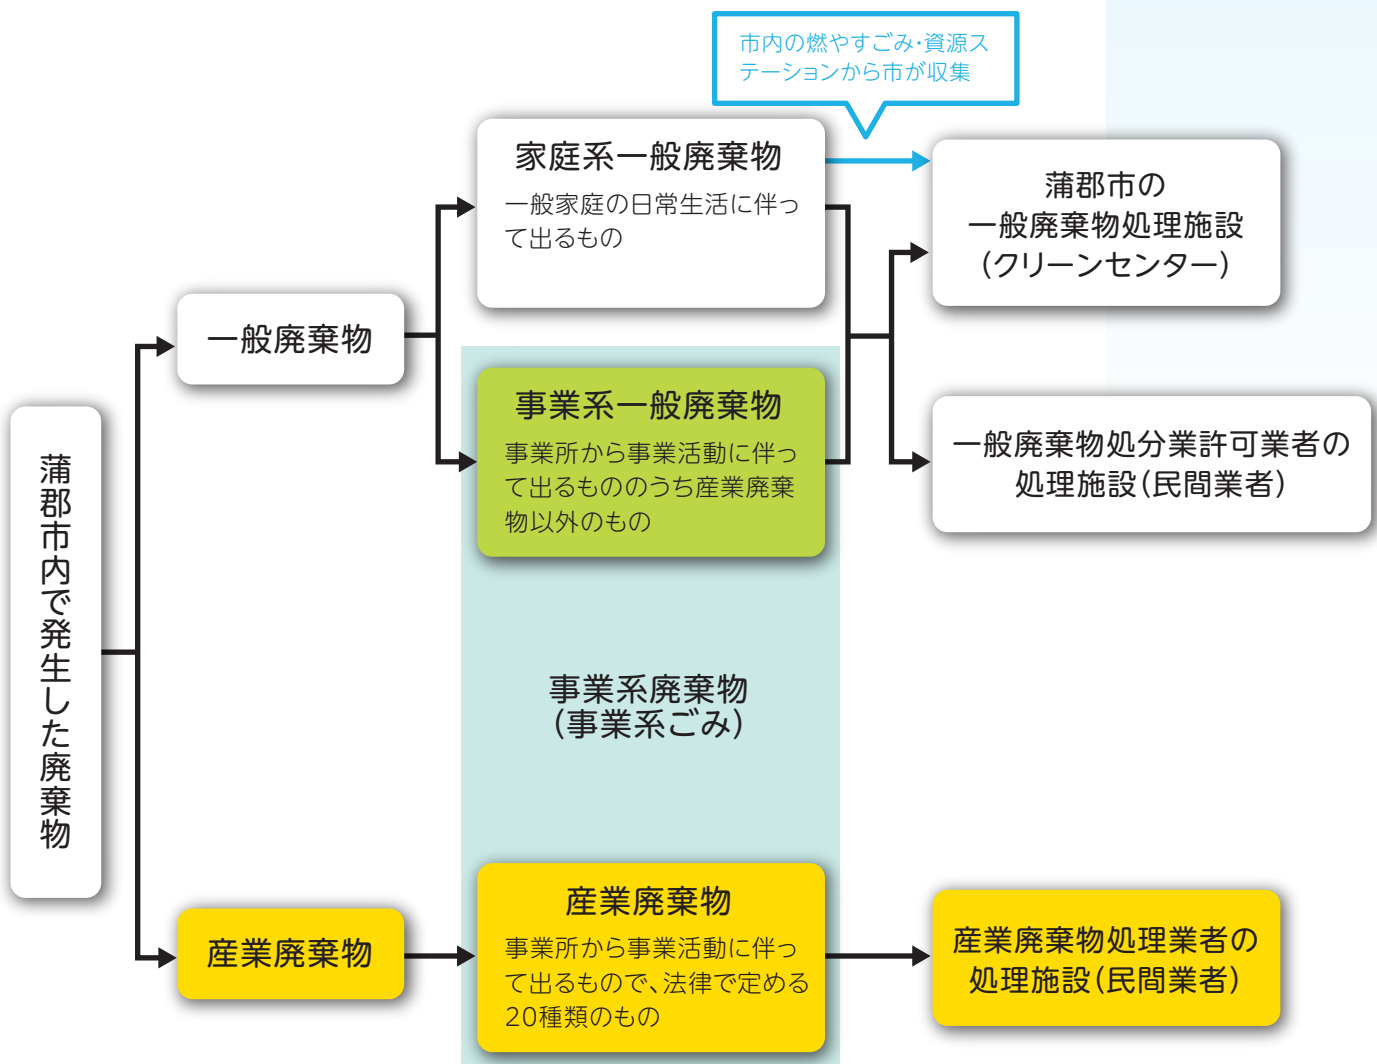 市内の燃やすごみ・資源ス
テーションから市が収集
家庭系一般廃棄物
一般家庭の日常生活に伴っ
て出るもの
蒲郡市の
一般廃棄物処理施設
(クリーンセンター)
一般廃棄物
事業系一般廃棄物
事業所から事業活動に伴っ
て出るもののうち産業廃棄
物以外のもの
一般廃棄物処分業許可業者の
処理施設(民間業者)
蒲郡市内で発生した廃棄物
事業系廃棄物
(事業系ごみ)
産業廃棄物
産業廃棄物
事業所から事業活動に伴っ
て出るもので、法律で定める
20種類のもの
産業廃棄物処理業者の
処理施設(民間業者)